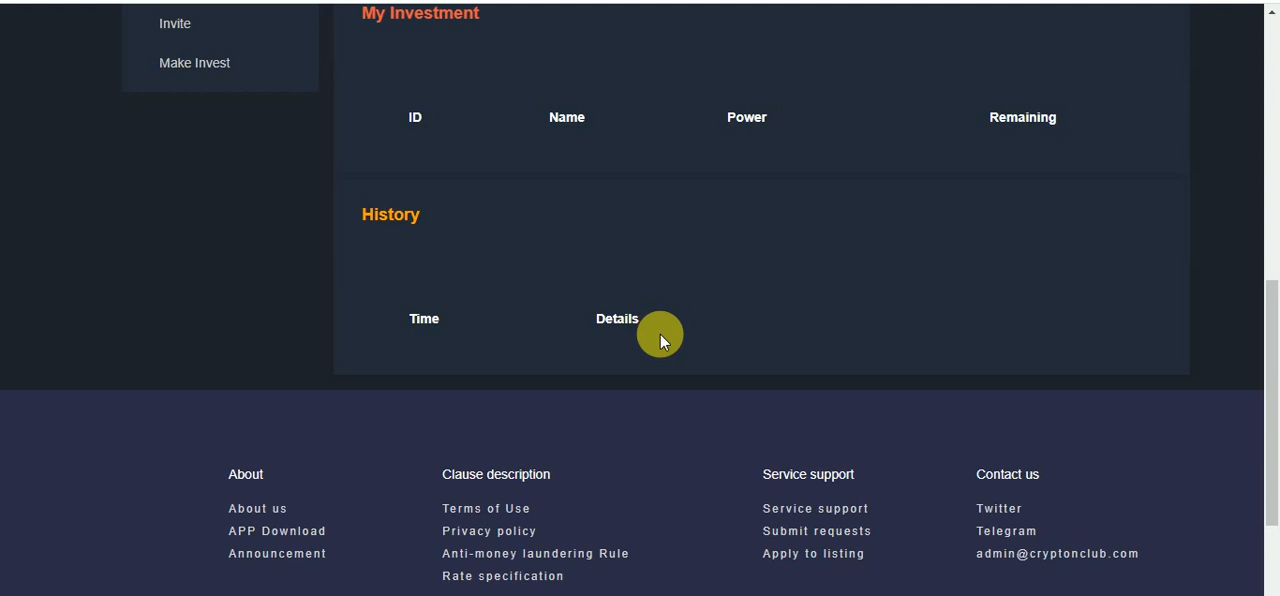 Invite
Make Invest
My Investment
ID Name Power Remaining
History
Time Details
About Clause description Service support Contact us
About us Terms of Use Service support Twitter
APP Download Privacy policy Submit requests Telegram
Announcement Anti-money laundering Rule Apply to listing admin@cryptonclub.com
Rate specification